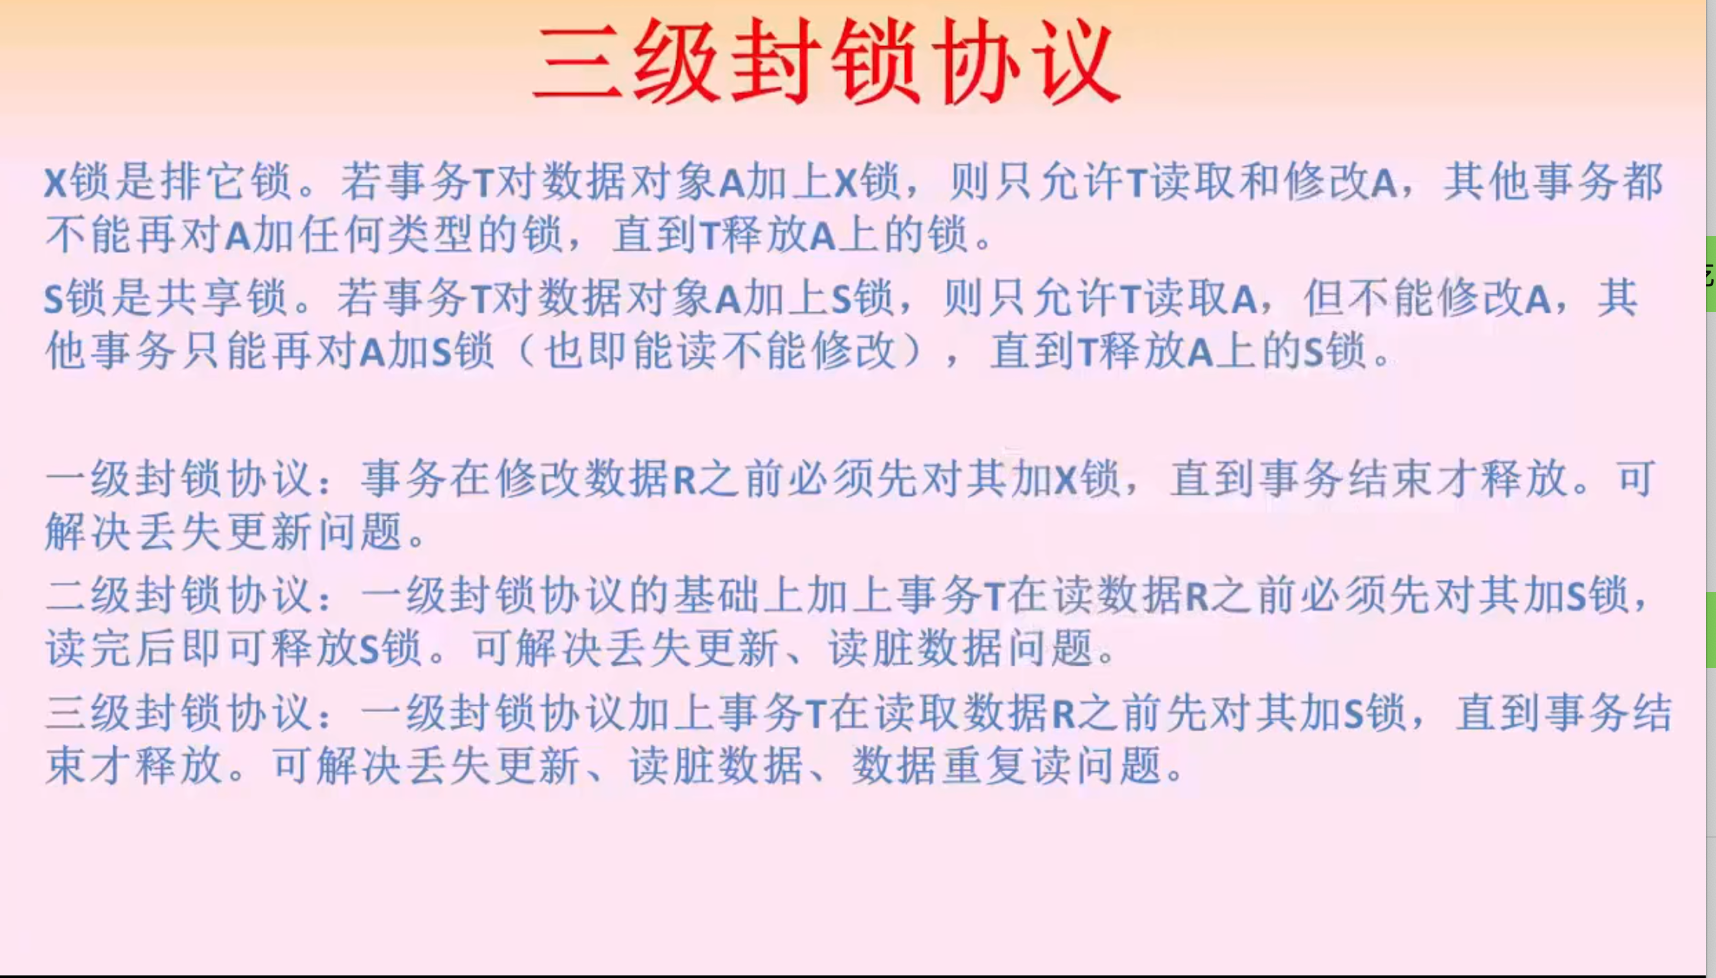 三级封锁协议
X锁是排它锁。若事务T对数据对象A加上X锁，则只允许T读取和修改A，其他事务都
不能再对A加任何类型的锁，直到T释放A上的锁。
S锁是共享锁。若事务T对数据对象A加上S锁，则只允许T读取A，但不能修改A，其
他事务只能再对A加S锁（也即能读不能修改），直到T释放A上的S锁。
一级封锁协议：事务在修改数据R之前必须先对其加X锁，直到事务结束才释放。可
解决丢失更新问题。
二级封锁协议：一级封锁协议的基础上加上事务T在读数据R之前必须先对其加S锁，
读完后即可释放S锁。可解决丢失更新、读脏数据问题。
三级封锁协议：一级封锁协议加上事务T在读取数据R之前先对其加S锁，直到事务结
束才释放。可解决丢失更新、读脏数据、数据重复读问题。